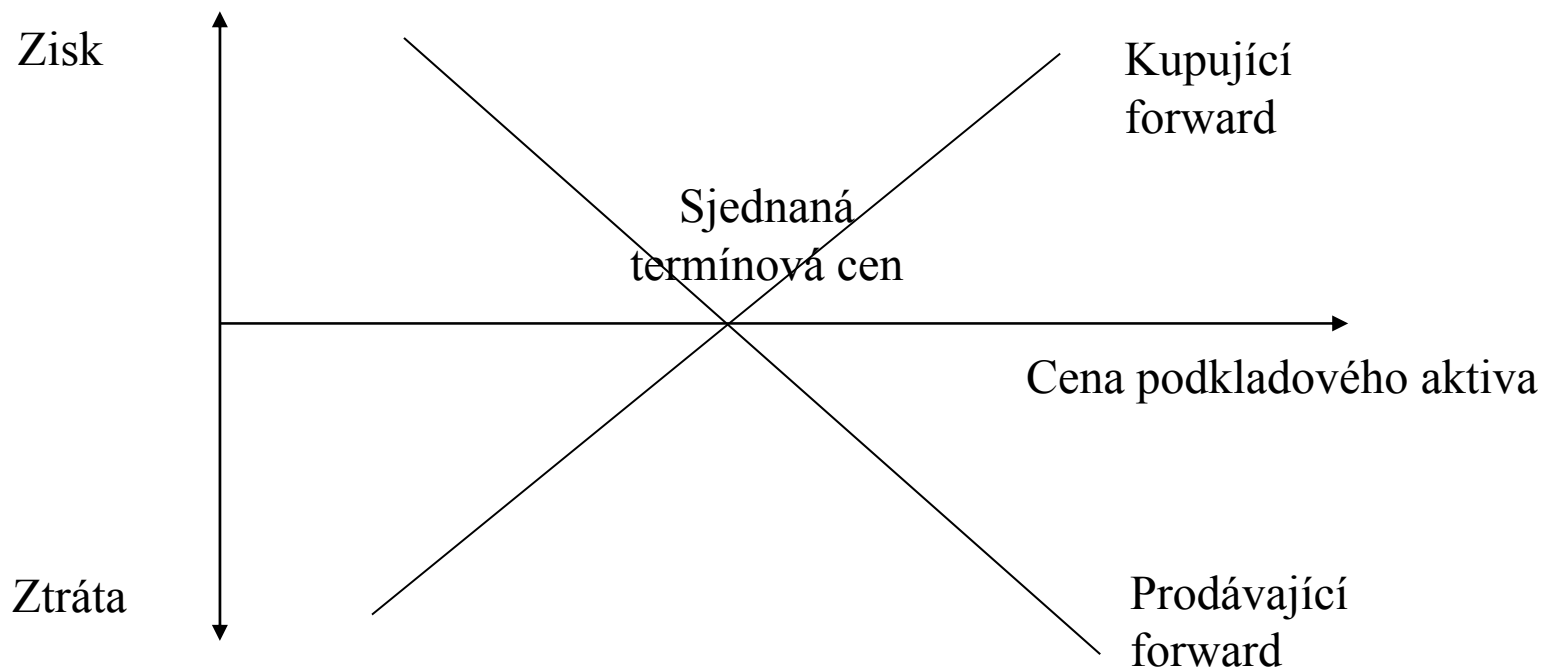 Zisk
Kupující
forward
Sjednaná
termínová cen
Cena podkladového aktiva
Ztráta
Prodávající
forward